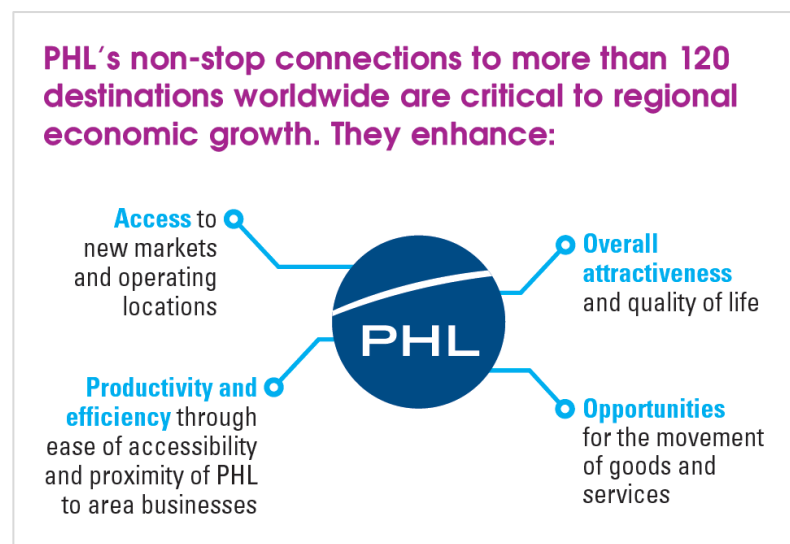 PHL´s non-stop connections to more than 120
destinations worldwide are critical to regional
economic growth. They enhance:
Access to
new markets
and operating
locations
Overall
attractiveness
and quality of life
PHL
Productivity and
efficiency through
ease of accessibility
and proximity of PHL
to area businesses
Opportunities
for the movement
of goods and
services